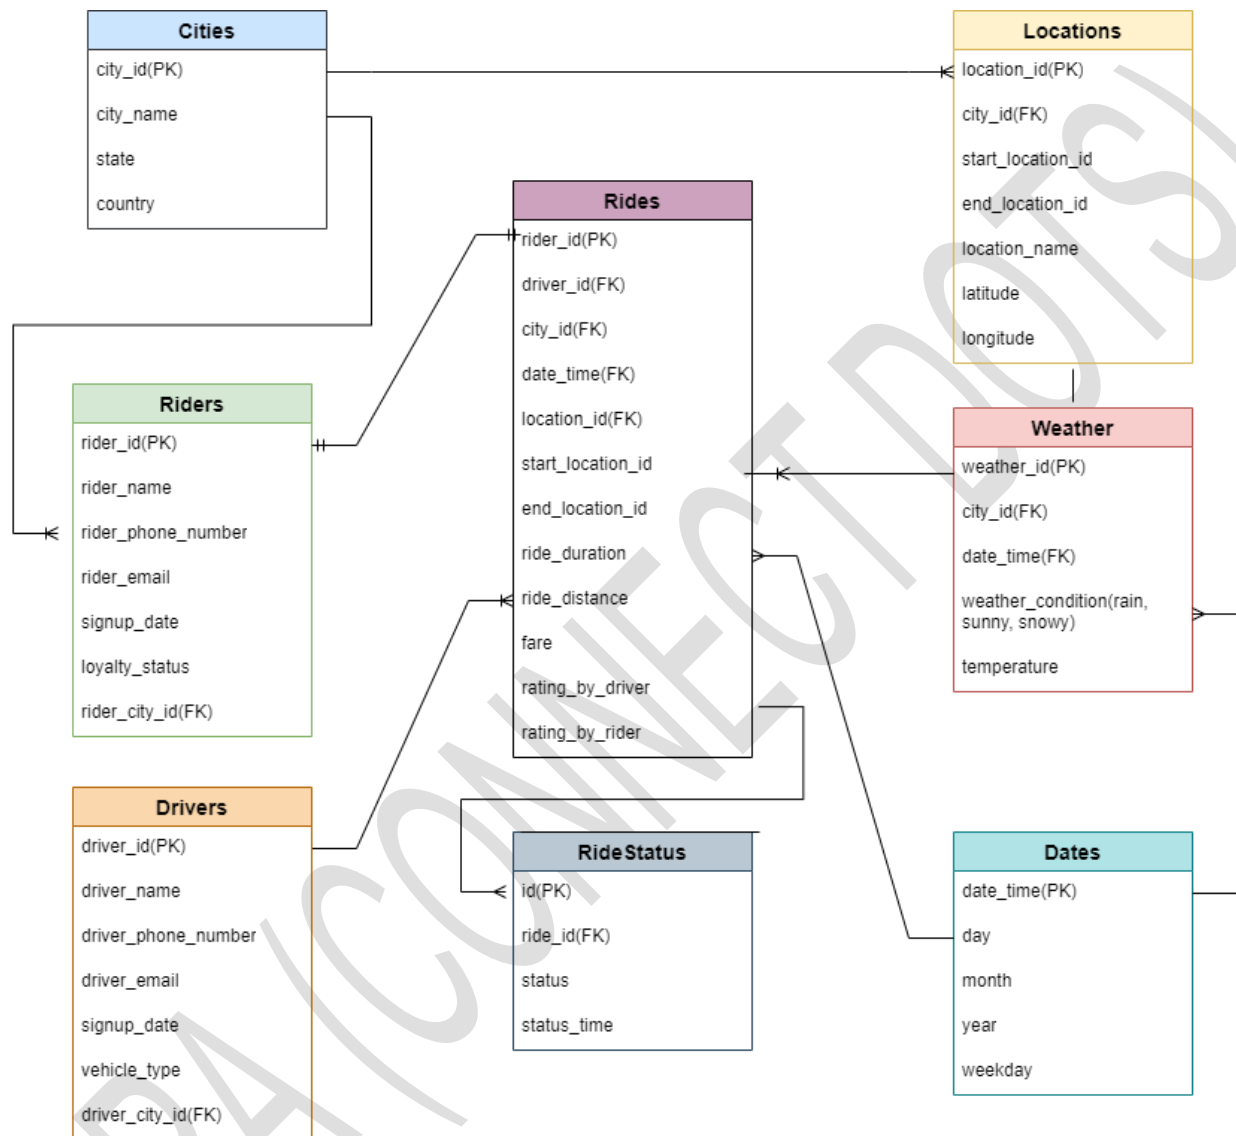 Cities
city_id(PK)
city_name
state
country
Locations
location_id(PK)
city_id(FK)
start_location_id
end_location_id
location_name
latitude
longitude
Rides
rider_id(PK)
driver_id(FK)
city_id(FK)
date_time(FK)
location_id(FK)
start_location_id
end_location_id
ride_duration
ride_distance
fare
rating_by_driver
rating_by_rider
Riders
rider_id(PK)
rider_name
rider_phone_number
rider_email
signup_date
loyalty_status
rider_city_id(FK)
Weather
weather_id(PK)
city_id(FK)
date_time(FK)
weather_condition(rain,
sunny, snowy)
temperature
Drivers
driver_id(PK)
driver_name
driver_phone_number
driver_email
signup_date
vehicle_type
driver_city_id(FK)
RideStatus
id(PK)
ride_id(FK)
status
status_time
Dates
date_time(PK)
day
month
year
weekday
(CONNECT DOTS)